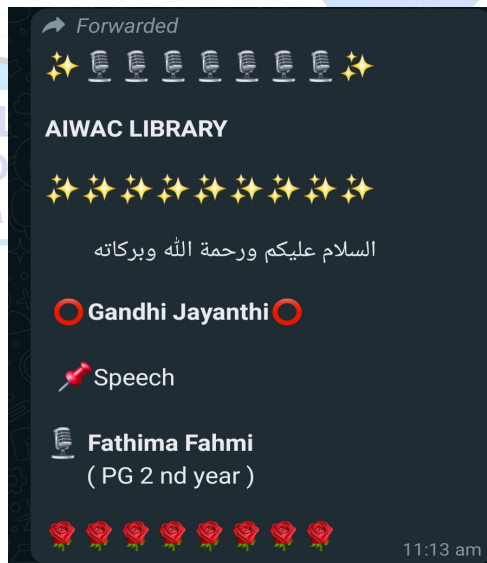 Forwarded
✨🎙️🎙️🎙️🎙️🎙️🎙️🎙️✨
AIWAC LIBRARY
✨✨✨✨✨✨✨✨✨
السلام عليكم ورحمة الله وبركاته
⭕Gandhi Jayanthi⭕
📌Speech
🎙️ Fathima Fahmi
( PG 2 nd year )
🌹🌹🌹🌹🌹🌹🌹🌹
11:13 am